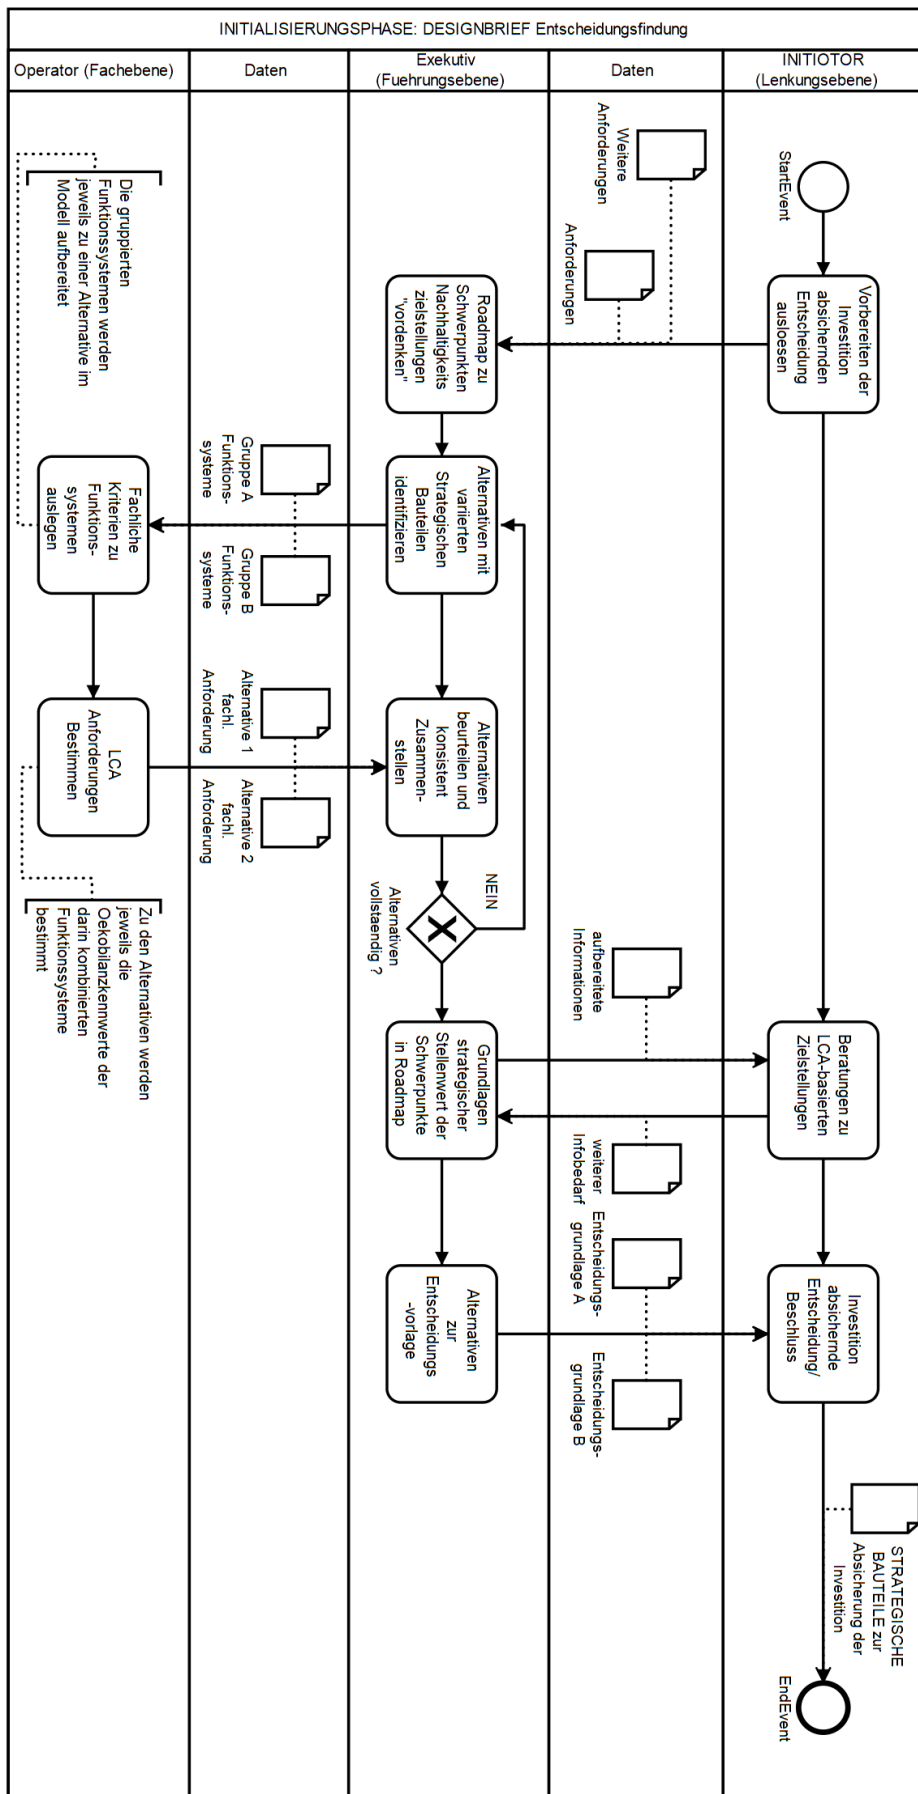 INITIALISIERUNGSPHASE: DESIGNBRIEF Entscheidungsfindung
Operator (Fachebene)
Daten
Exekutiv
(Fuehrungsebene)
Daten
INITIOTOR
(Lenkungsebene)
StartEvent
Vorbereiten der
Investition
absichernden
Entscheidung
ausloesen
Weitere
Anforderungen
Anforderungen
Roadmap zu
Schwerpunkten
Nachhaltigkeits
zielstellungen
"vordenken"
Die gruppierten
Funktionssystemen werden
jeweils zu einer Alternative im
Modell aufbereitet
Alternativen mit
variierten
Strategischen
Bauteilen
identifizieren
Gruppe A
Funktions-
systeme
Gruppe B
Funktions-
systeme
Fachliche
Kriterien zu
Funktions-
systemen
auslegen
LCA
Anforderungen
Bestimmen
Alternative 1
fachl.
Anforderung
Alternative 2
fachl.
Anforderung
Alternativen
beurteilen und
konsistent
Zusammen-
stellen
NEIN
Alternativen
vollstaendig ?
Zu den Alternativen werden
jeweils die
Oekobilanzkennwerte der
darin kombinierten
Funktionssysteme
bestimmt
aufbereitete
Informationen
Grundlagen
strategischer
Stellenwert der
Schwerpunkte
in Roadmap
Beratungen zu
LCA-basierten
Zielstellungen
weiterer
Infobedarf
Entscheidungs-
grundlage A
Entscheidungs-
grundlage B
Alternativen
zur
Entscheidungs
-vorlage
Investition
absichernde
Entscheidung/
Beschluss
STRATEGISCHE
BAUTEILE zur
Absicherung der
Investition
EndEvent